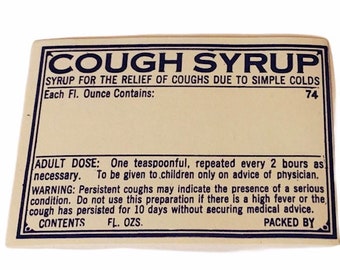 COUGH SYRUP
SYRUP FOR THE RELIEF OF COUGHS DUE TO SIMPLE COLDS
Each Fl. Ounce Contains: 74
ADULT DOSE: One teaspoonful, repeated every 2 hours as
necessary. To be given to children only on advice of physician.
WARNING: Persistent coughs may indicate the presence of a serious
condition. Do not use this preparation if there is a high fever or the
cough has persisted for 10 days without securing medical advice.
CONTENTS FL. OZS. PACKED BY